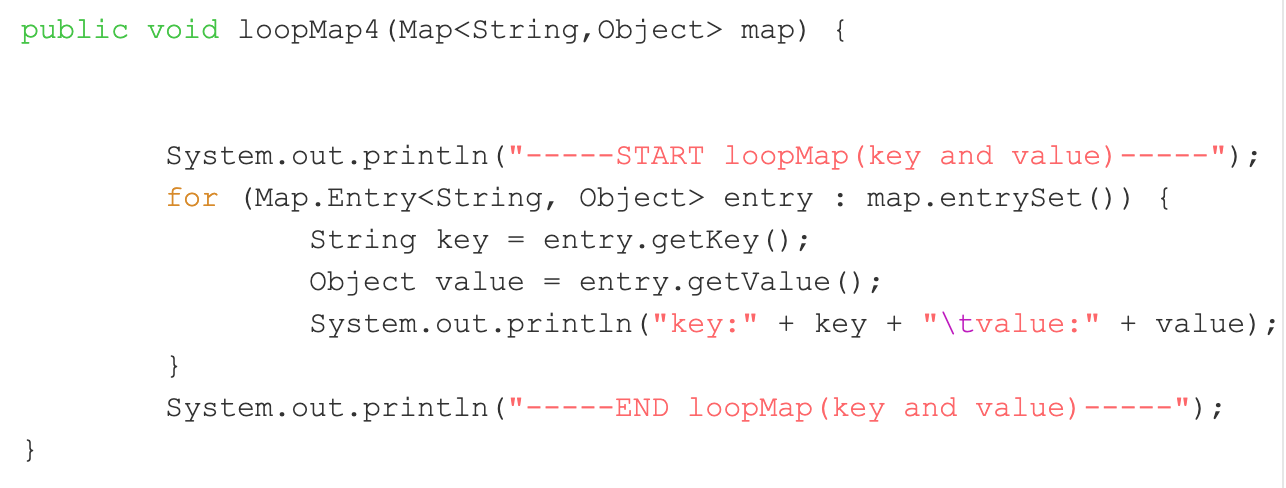 public void loopMap4(Map<String,Object> map) {
System.out.println("-----START loopMap(key and value)-----");
for (Map.Entry<String, Object> entry : map.entrySet()) {
String key = entry.getKey();
Object value = entry.getValue();
System.out.println("key:" + key + "\tvalue:" + value);
}
System.out.println("-----END loopMap(key and value)-----");
}